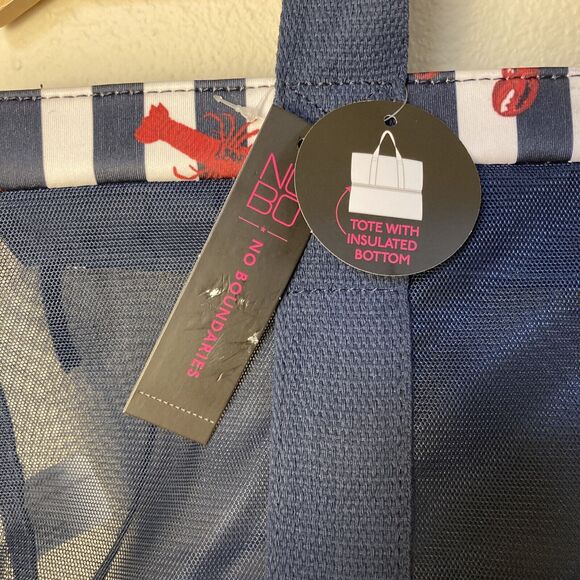 NO
BO
* NO BOUNDARIES
TOTE WITH
INSULATED
BOTTOM